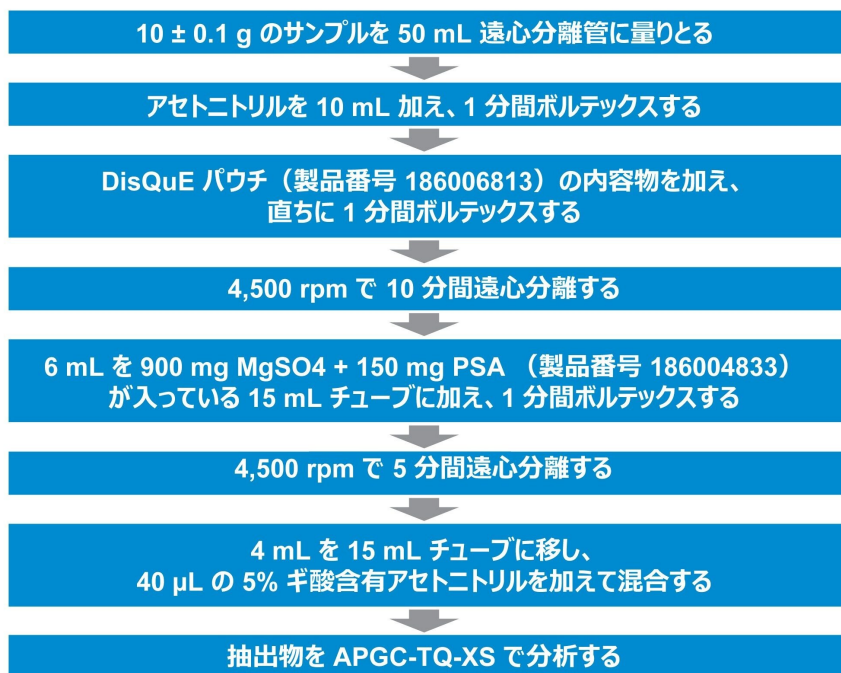 10 ± 0.1 g のサンプルを 50 mL 遠心分離管に量りとる
アセトニトリルを 10 mL 加え、1 分間ボルテックスする
DisQuE パウチ（製品番号 186006813）の内容物を加え、
直ちに 1 分間ボルテックスする
4,500 rpm で 10 分間遠心分離する
6 mL を 900 mg MgSO4 + 150 mg PSA （製品番号 186004833）
が入っている 15 mL チューブに加え、1 分間ボルテックスする
4,500 rpm で 5 分間遠心分離する
4 mL を 15 mL チューブに移し、
40 µL の 5% ギ酸含有アセトニトリルを加えて混合する
抽出物を APGC-TQ-XS で分析する